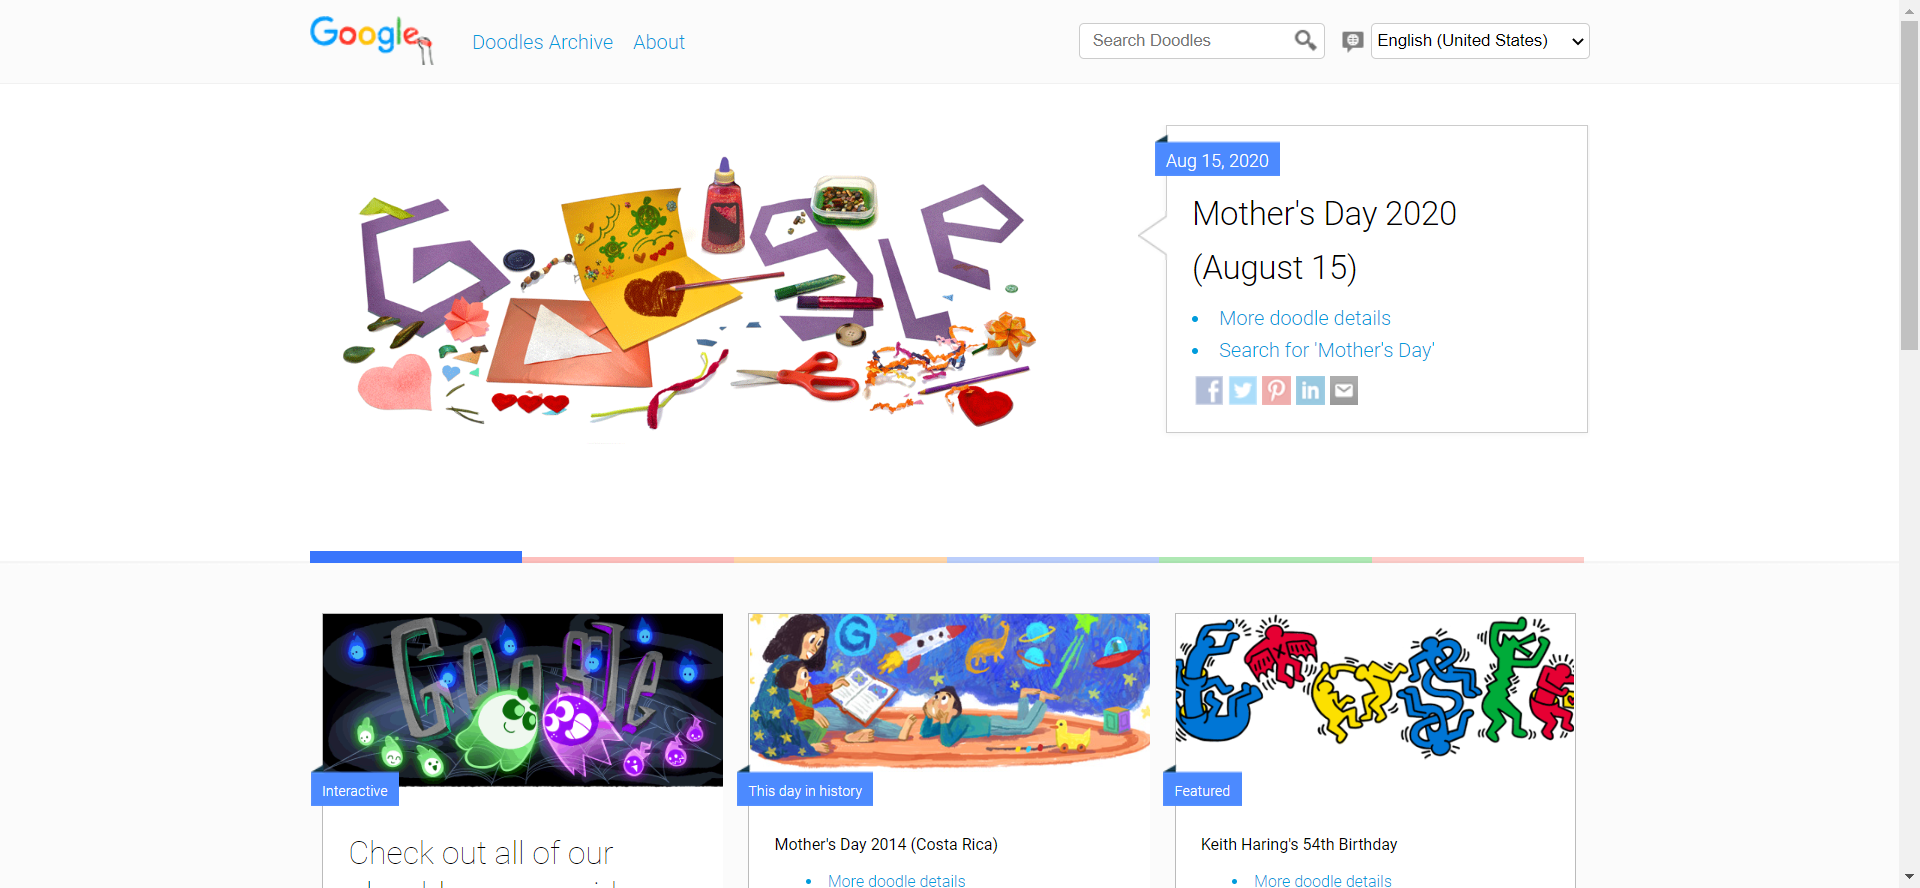 Google
Doodles Archive
About
Search Doodles
English (United States)
Aug 15, 2020
Mother's Day 2020
(August 15)
More doodle details
Search for 'Mother's Day'
Google
Interactive
Check out all of our
This day in history
Mother's Day 2014 (Costa Rica)
More doodle details
Featured
Keith Haring's 54th Birthday
More doodle details